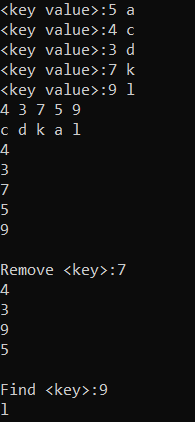 <key value>:5 a
<key value>:4 c
<key value>:3 d
<key value>:7 k
<key value>:9 l
4 3 7 5 9
c d k a l
4
3
7
5
9

Remove <key>:7
4
3
9
5

Find <key>:9
l